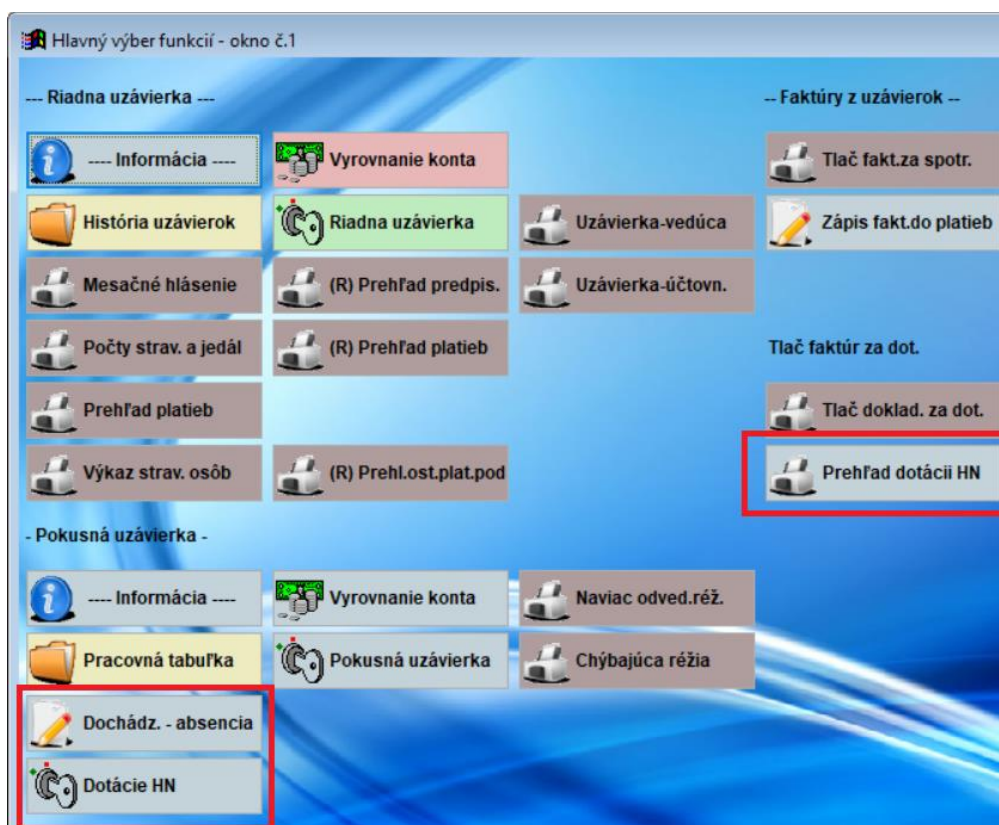 Hlavný výber funkcií - okno č.1
--- Riadna uzávierka ---
-- Faktúry z uzávierok --
---- Informácia ----
Vyrovnanie konta
Tlač fakt.za spotr.
História uzávierok
Riadna uzávierka
Uzávierka-vedúca
Zápis fakt.do platieb
Mesačné hlásenie
(R) Prehľad predpis.
Uzávierka-účtovn.
Počty strav. a jedál
(R) Prehľad platieb
Tlač faktúr za dot.
Prehľad platieb
Tlač doklad. za dot.
Výkaz strav. osôb
(R) Prehl.ost.plat.pod
Prehľad dotácii HN
- Pokusná uzávierka -
---- Informácia ----
Vyrovnanie konta
Naviac odved.réž.
Pracovná tabuľka
Pokusná uzávierka
Chýbajúca réžia
Dochádz. - absencia
Dotácie HN